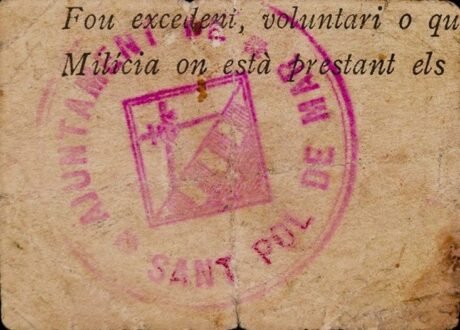 Fou excedent, voluntari o qu
Milícia on està prestant els
AJUNTAMENT DE
SANT POL DE MAR